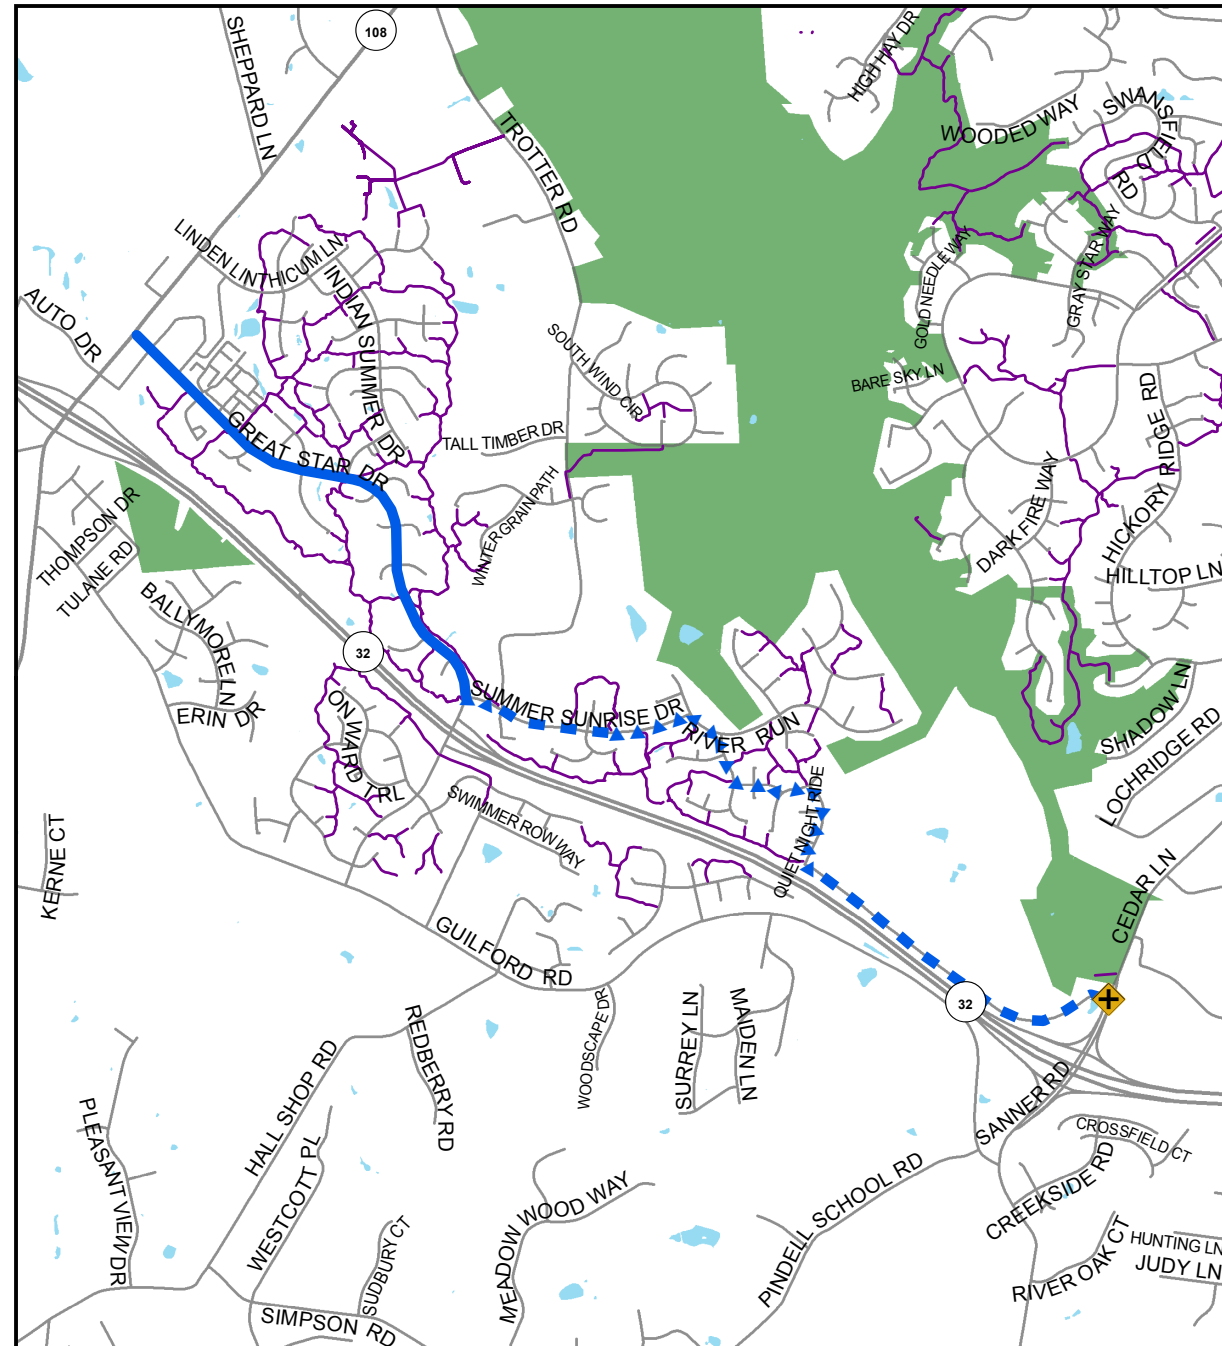 108
SHEPPARD LN
HIGH HAY DR
WOODED WAY
SWANSFIELD RD
TROTTER RD
LINDEN LINTHICUM LN
GOLD NEEDLE WAY
GRAY STAR WAY
AUTO DR
INDIAN SUMMER DR
SOUTH WIND CIR
BARE SKY LN
GREAT STAR DR
TALL TIMBER DR
HICKORY RIDGE RD
WINTER GRAIN PATH
DARK FIRE WAY
THOMPSON DR
TULANE RD
HILLTOP LN
BALLYMORE LN
32
ERIN DR
SUMMER SUNRISE DR
RIVER RUN
SHADOW LN
LOCHRIDGE RD
ONWARD TRL
SWIMMER ROW WAY
QUIET NIGHT RIDE
KERNE CT
CEDAR LN
GUILFORD RD
32
WOODSCAPE DR
SURREY LN
MAIDEN LN
REDBERRY RD
HALL SHOP RD
SANNER RD
PLEASANT VIEW DR
WESTCOTT PL
CROSSFIELD CT
CREEKSIDE RD
MEADOW WOOD WAY
PINDELL SCHOOL RD
SUDBURY CT
RIVER OAK CT
HUNTING LN
JUDY LN
SIMPSON RD